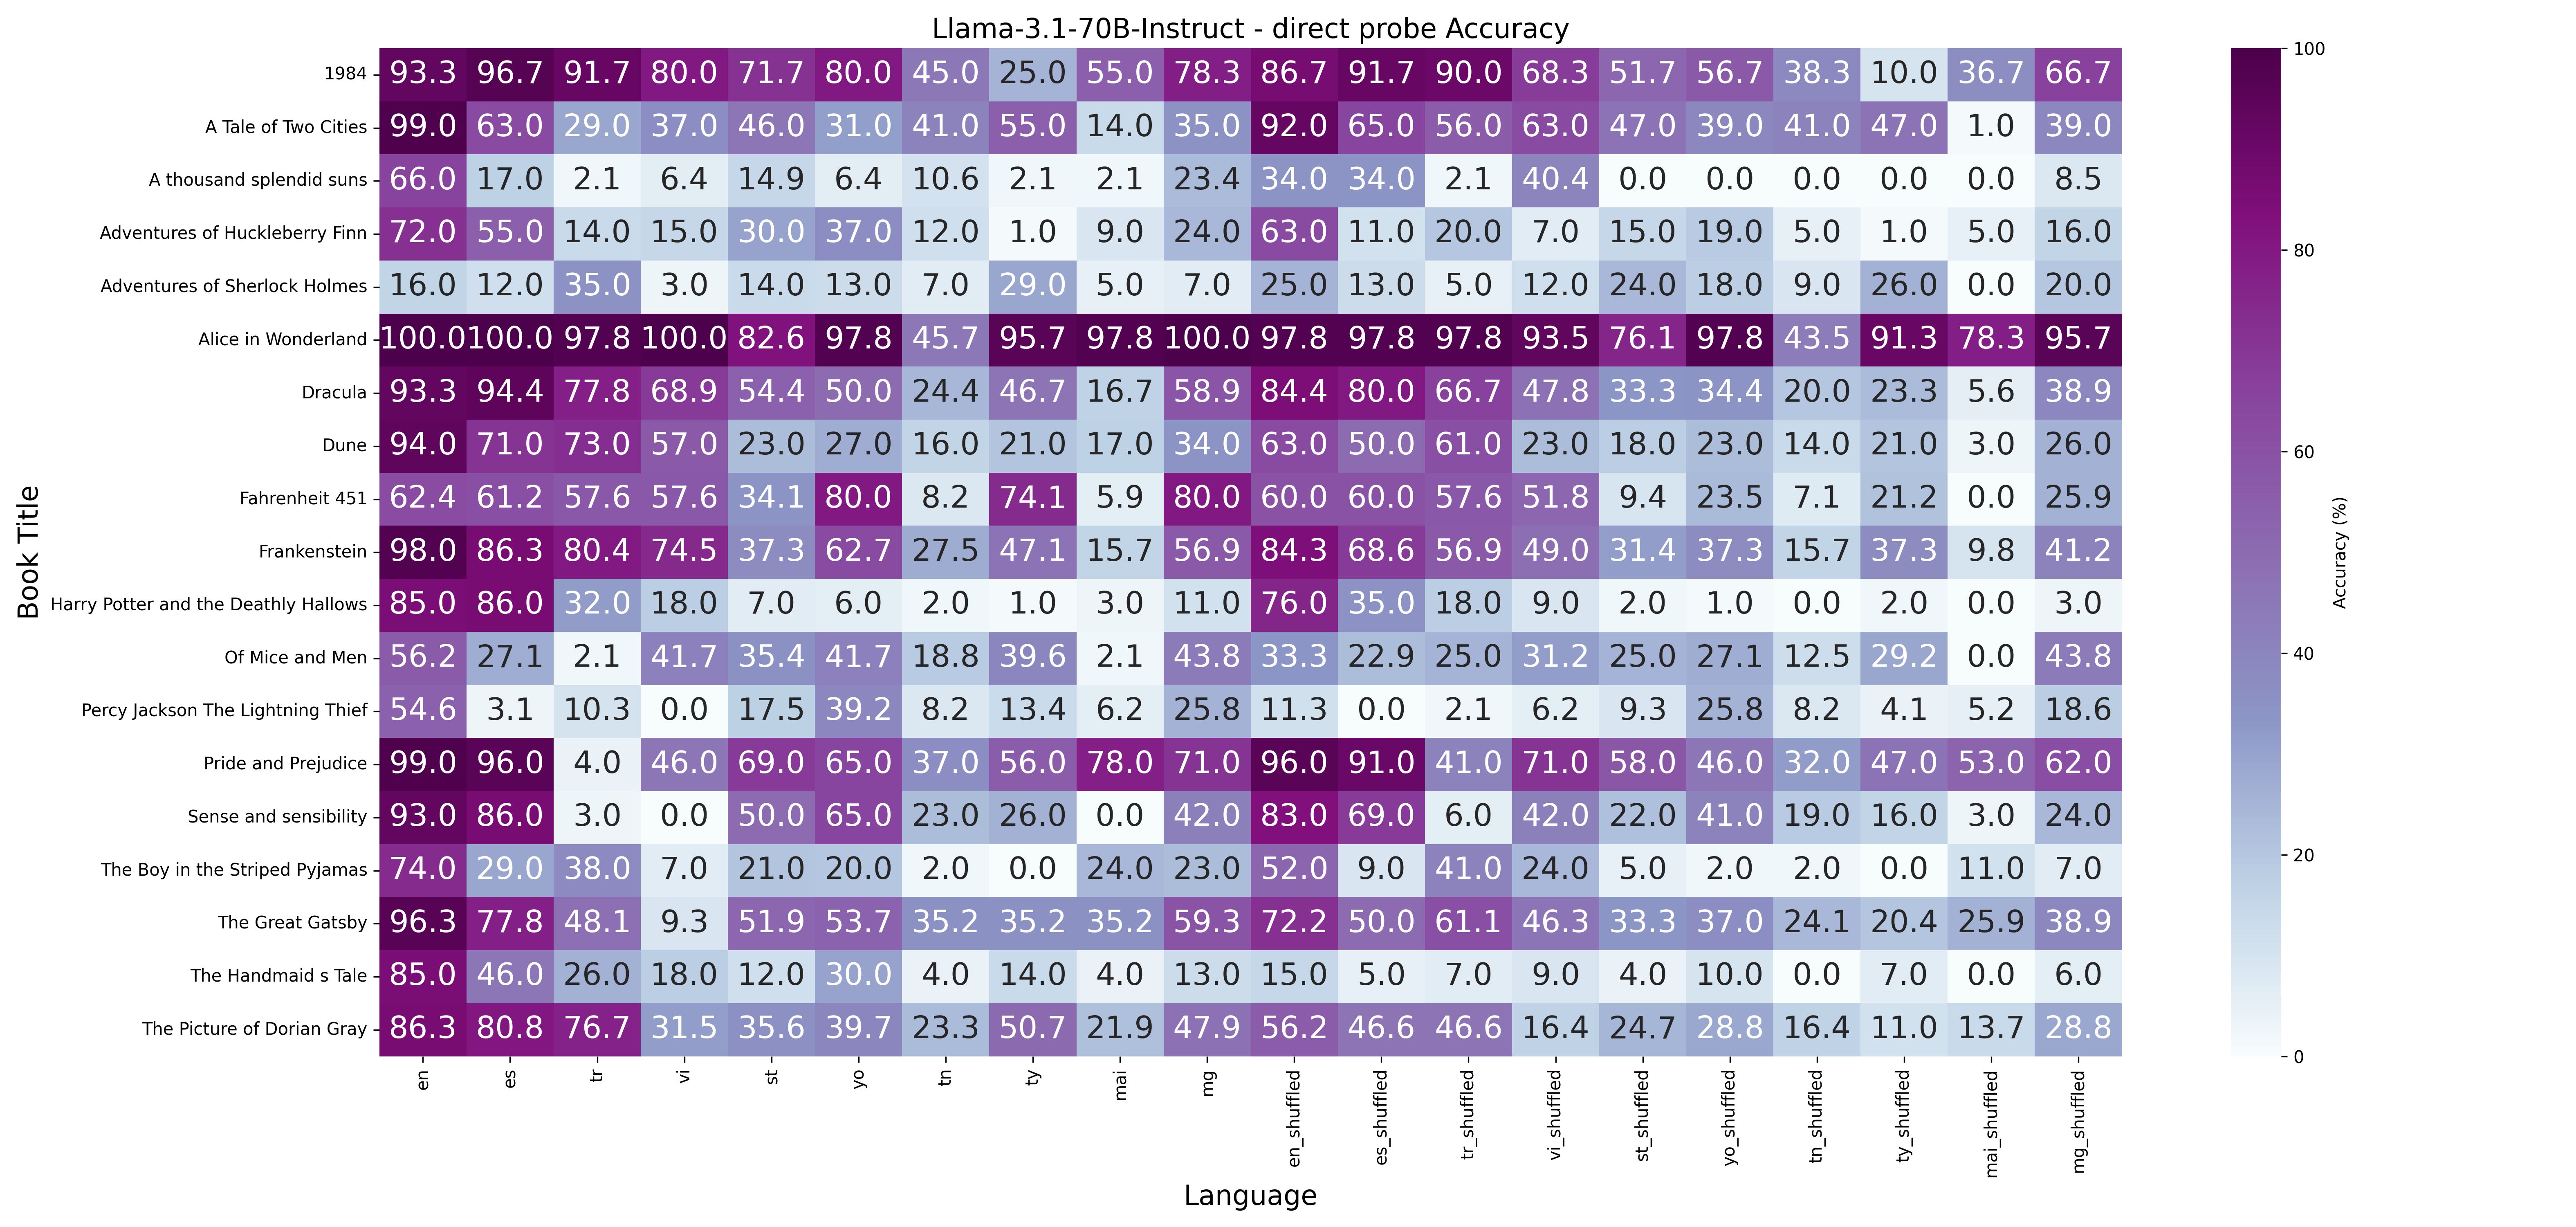 Llama-3.1-70B-Instruct - direct probe Accuracy
Book Title
1984 93.3 96.7 91.7 80.0 71.7 80.0 45.0 25.0 55.0 78.3 86.7 91.7 90.0 68.3 51.7 56.7 38.3 10.0 36.7 66.7
A Tale of Two Cities 99.0 63.0 29.0 37.0 46.0 31.0 41.0 55.0 14.0 35.0 92.0 65.0 56.0 63.0 47.0 39.0 41.0 47.0 1.0 39.0
A thousand splendid suns 66.0 17.0 2.1 6.4 14.9 6.4 10.6 2.1 2.1 23.4 34.0 34.0 2.1 40.4 0.0 0.0 0.0 0.0 0.0 8.5
Adventures of Huckleberry Finn 72.0 55.0 14.0 15.0 30.0 37.0 12.0 1.0 9.0 24.0 63.0 11.0 20.0 7.0 15.0 19.0 5.0 1.0 5.0 16.0
Adventures of Sherlock Holmes 16.0 12.0 35.0 3.0 14.0 13.0 7.0 29.0 5.0 7.0 25.0 13.0 5.0 12.0 24.0 18.0 9.0 26.0 0.0 20.0
Alice in Wonderland 100.0 100.0 97.8 100.0 82.6 97.8 45.7 95.7 97.8 100.0 97.8 97.8 97.8 93.5 76.1 97.8 43.5 91.3 78.3 95.7
Dracula 93.3 94.4 77.8 68.9 54.4 50.0 24.4 46.7 16.7 58.9 84.4 80.0 66.7 47.8 33.3 34.4 20.0 23.3 5.6 38.9
Dune 94.0 71.0 73.0 57.0 23.0 27.0 16.0 21.0 17.0 34.0 63.0 50.0 61.0 23.0 18.0 23.0 14.0 21.0 3.0 26.0
Fahrenheit 451 62.4 61.2 57.6 57.6 34.1 80.0 8.2 74.1 5.9 80.0 60.0 60.0 57.6 51.8 9.4 23.5 7.1 21.2 0.0 25.9
Frankenstein 98.0 86.3 80.4 74.5 37.3 62.7 27.5 47.1 15.7 56.9 84.3 68.6 56.9 49.0 31.4 37.3 15.7 37.3 9.8 41.2
Harry Potter and the Deathly Hallows 85.0 86.0 32.0 18.0 7.0 6.0 2.0 1.0 3.0 11.0 76.0 35.0 18.0 9.0 2.0 1.0 0.0 2.0 0.0 3.0
Of Mice and Men 56.2 27.1 2.1 41.7 35.4 41.7 18.8 39.6 2.1 43.8 33.3 22.9 25.0 31.2 25.0 27.1 12.5 29.2 0.0 43.8
Percy Jackson The Lightning Thief 54.6 3.1 10.3 0.0 17.5 39.2 8.2 13.4 6.2 25.8 11.3 0.0 2.1 6.2 9.3 25.8 8.2 4.1 5.2 18.6
Pride and Prejudice 99.0 96.0 4.0 46.0 69.0 65.0 37.0 56.0 78.0 71.0 96.0 91.0 41.0 71.0 58.0 46.0 32.0 47.0 53.0 62.0
Sense and sensibility 93.0 86.0 3.0 0.0 50.0 65.0 23.0 26.0 0.0 42.0 83.0 69.0 6.0 42.0 22.0 41.0 19.0 16.0 3.0 24.0
The Boy in the Striped Pyjamas 74.0 29.0 38.0 7.0 21.0 20.0 2.0 0.0 24.0 23.0 52.0 9.0 41.0 24.0 5.0 2.0 2.0 0.0 11.0 7.0
The Great Gatsby 96.3 77.8 48.1 9.3 51.9 53.7 35.2 35.2 35.2 59.3 72.2 50.0 61.1 46.3 33.3 37.0 24.1 20.4 25.9 38.9
The Handmaid s Tale 85.0 46.0 26.0 18.0 12.0 30.0 4.0 14.0 4.0 13.0 15.0 5.0 7.0 9.0 4.0 10.0 0.0 7.0 0.0 6.0
The Picture of Dorian Gray 86.3 80.8 76.7 31.5 35.6 39.7 23.3 50.7 21.9 47.9 56.2 46.6 46.6 16.4 24.7 28.8 16.4 11.0 13.7 28.8
en es tr vi st yo tn ty mai mg en_shuffled es_shuffled tr_shuffled vi_shuffled st_shuffled yo_shuffled tn_shuffled ty_shuffled mai_shuffled mg_shuffled
Language
100
80
60
40
20
0
Accuracy (%)